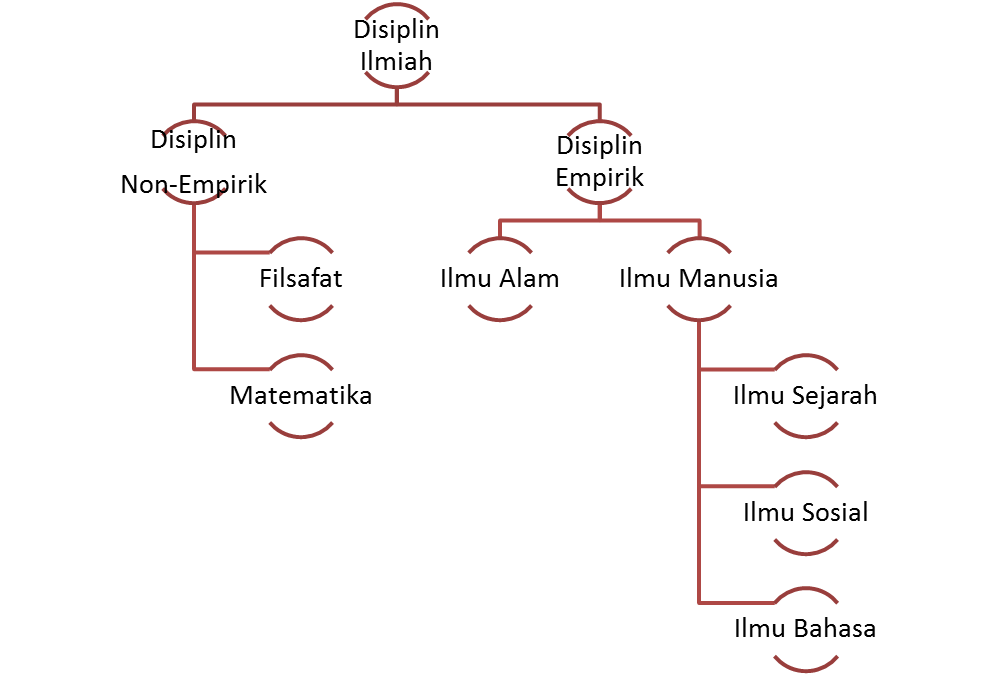 Disiplin
Ilmiah
Disiplin
Non-Empirik
Disiplin
Empirik
Filsafat
Ilmu Alam
Ilmu Manusia
Matematika
Ilmu Sejarah
Ilmu Sosial
Ilmu Bahasa